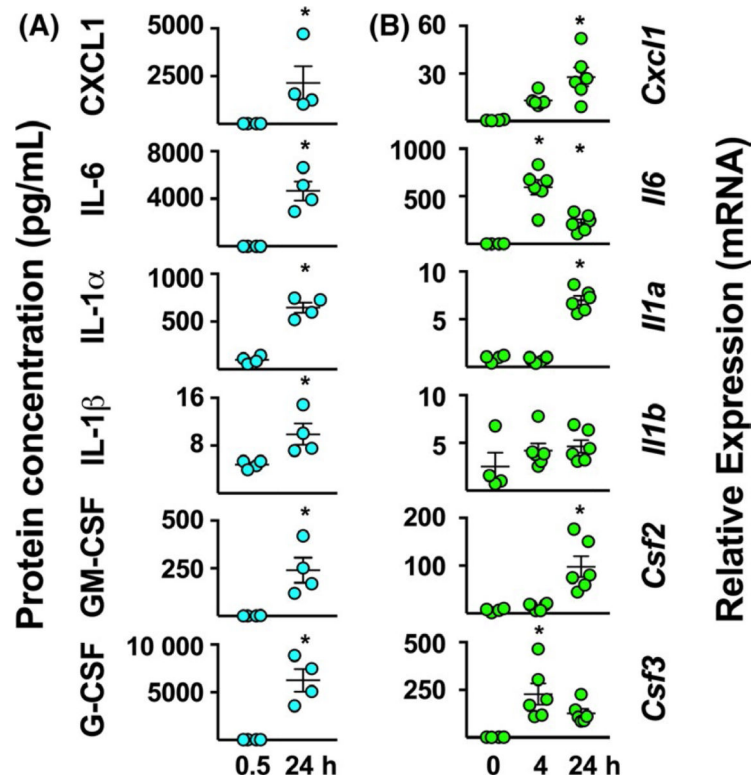 (A)
(B)
Protein concentration (pg/mL)
Relative Expression (mRNA)
CXCL1
5000
2500
*
60
30
*
Cxcl1
IL-6
8000
4000
*
1000
500
*
*
Il6
IL-1α
1000
500
*
10
5
*
Il1a
IL-1β
16
8
*
10
5
Il1b
GM-CSF
500
250
*
200
100
*
Csf2
G-CSF
10 000
5000
*
500
250
*
Csf3
0.5 24 h
0 4 24 h